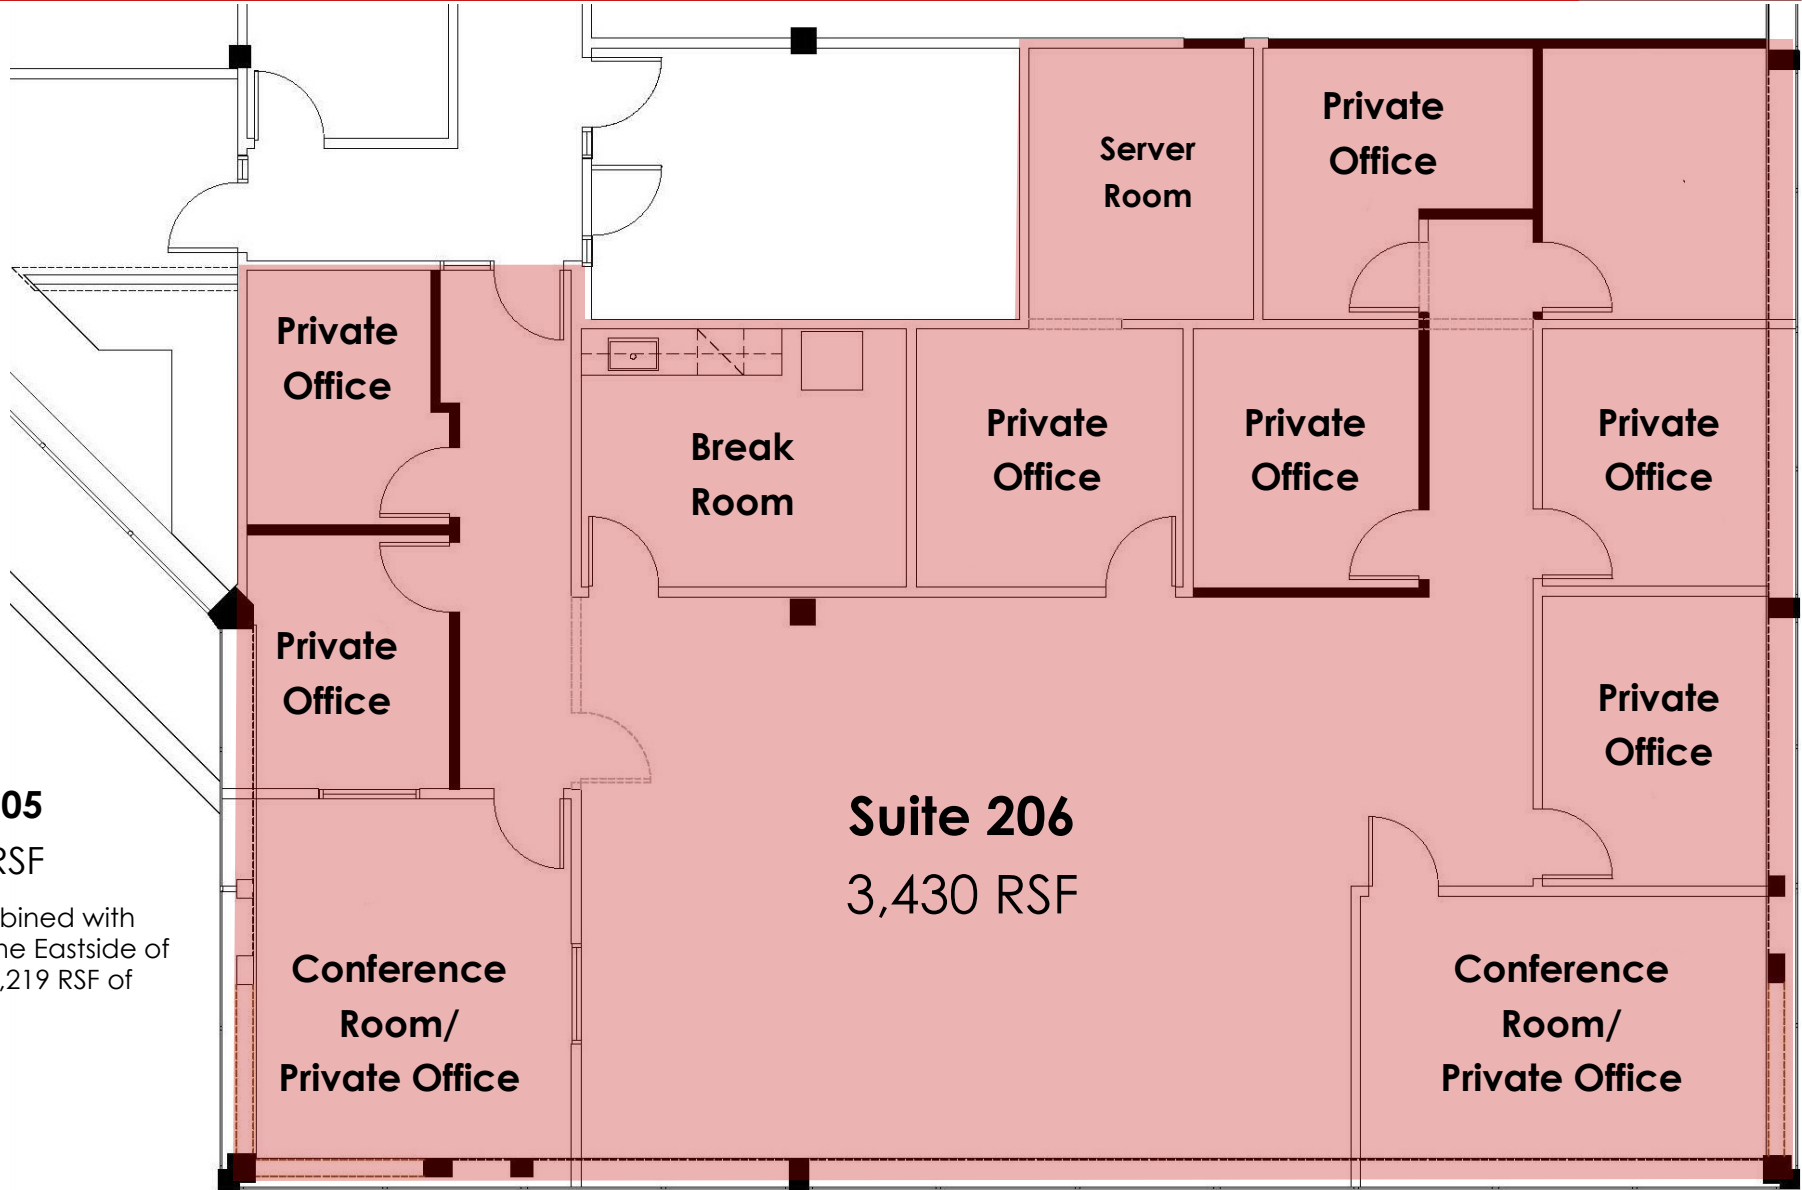 Private
Office
Server
Room
Private
Office
Break
Room
Private
Office
Private
Office
Private
Office
Private
Office
Private
Office
Suite 206
3,430 RSF
05
RSF
bined with
he Eastside of
,219 RSF of
Conference
Room/
Private Office
Conference
Room/
Private Office